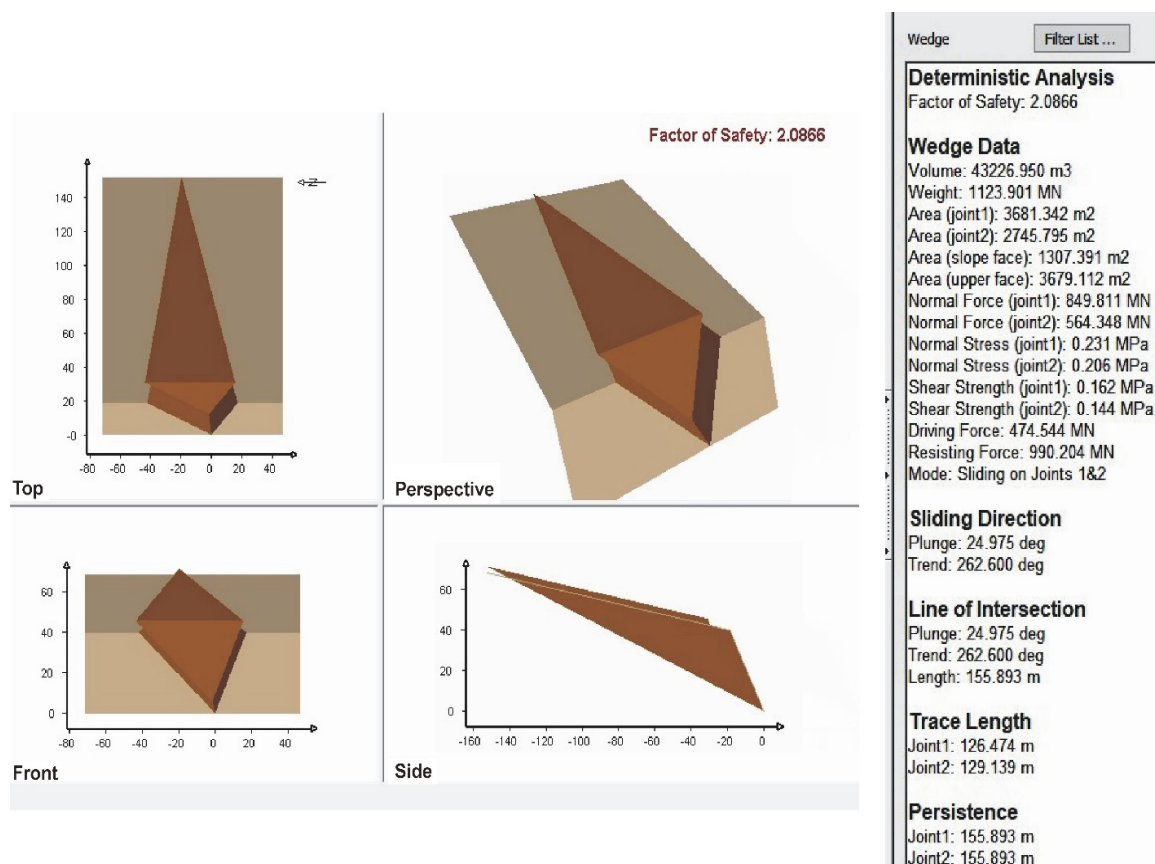 Wedge
Filter List ...
Deterministic Analysis
Factor of Safety: 2.0866
Wedge Data
Volume: 43226.950 m3
Weight: 1123.901 MN
Area (joint1): 3681.342 m2
Area (joint2): 2745.795 m2
Area (slope face): 1307.391 m2
Area (upper face): 3679.112 m2
Normal Force (joint1): 849.811 MN
Normal Force (joint2): 564.348 MN
Normal Stress (joint1): 0.231 MPa
Normal Stress (joint2): 0.206 MPa
Shear Strength (joint1): 0.162 MPa
Shear Strength (joint2): 0.144 MPa
Driving Force: 474.544 MN
Resisting Force: 990.204 MN
Mode: Sliding on Joints 1&2
Sliding Direction
Plunge: 24.975 deg
Trend: 262.600 deg
Line of Intersection
Plunge: 24.975 deg
Trend: 262.600 deg
Length: 155.893 m
Trace Length
Joint1: 126.474 m
Joint2: 129.139 m
Persistence
Joint1: 155.893 m
Joint2: 155.893 m
Factor of Safety: 2.0866
N
140
120
100
80
60
40
20
-0
-80 -60 -40 -20 0 20 40
Top
Perspective
60
40
20
0
-80 -60 -40 -20 0 20 40
Front
60
40
20
0
-160 -140 -120 -100 -80 -60 -40 -20 0
Side